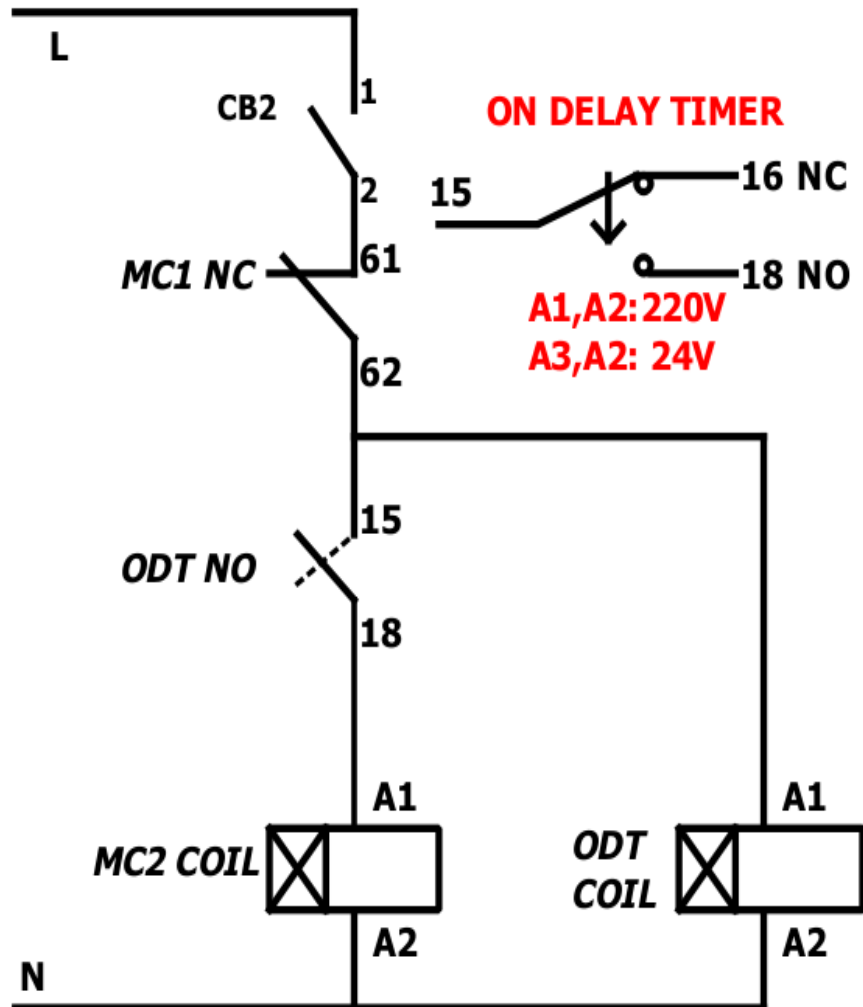 L
1
CB2
ON DELAY TIMER
2
15
16 NC
MC1 NC
61
18 NO
A1,A2: 220V
A3,A2: 24V
62
15
ODT NO
18
A1
A1
MC2 COIL
ODT
COIL
A2
A2
N